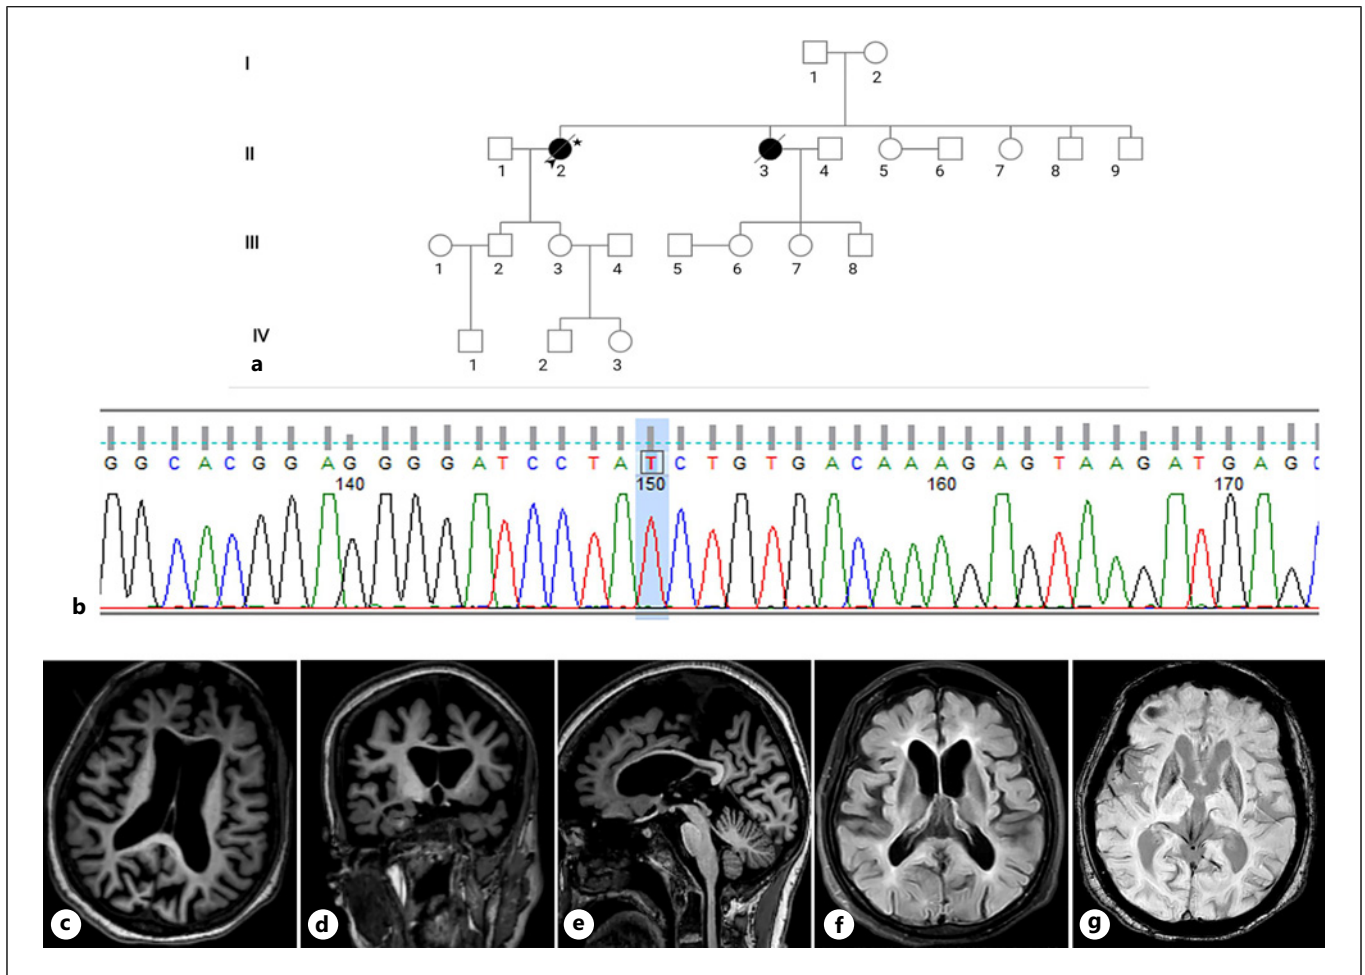 I
1 2
II
1 2 3 4 5 6 7 8 9
III
1 2 3 4 5 6 7 8
IV
1 2 3
a
G G C A C G G A G G G G A T C C T A T C T G T G A C A A A G A G T A A G A T G A G C
140 150 160 170
b
c d e f g